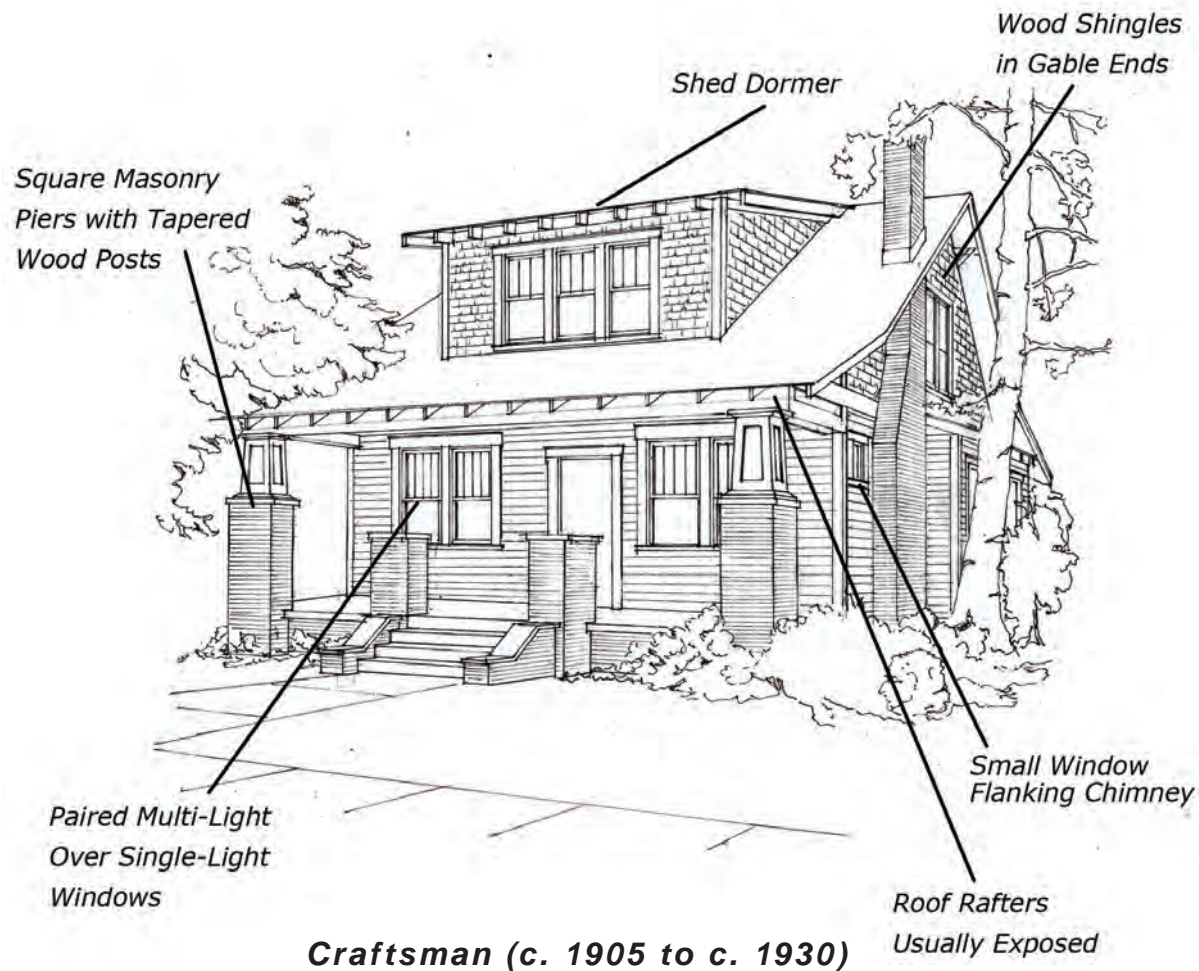 Wood Shingles
in Gable Ends
Shed Dormer
Square Masonry
Piers with Tapered
Wood Posts
Small Window
Flanking Chimney
Paired Multi-Light
Over Single-Light
Windows
Roof Rafters
Usually Exposed
Craftsman (c. 1905 to c. 1930)